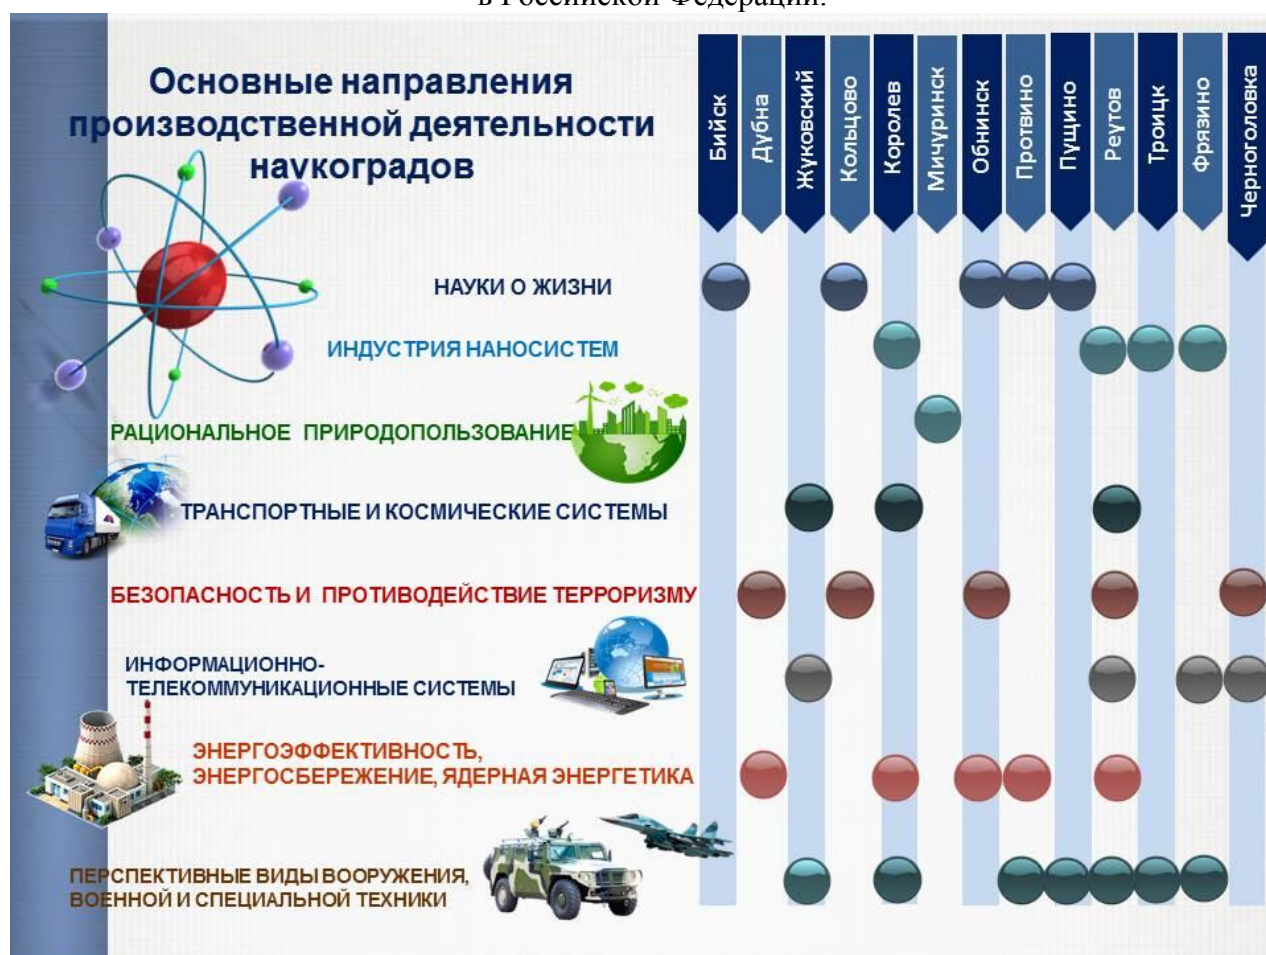 в Российской Федерации.
Основные направления
производственной деятельности
наукоградов
Бийск
Дубна
Жуковский
Кольцово
Королев
Мичуринск
Обнинск
Протвино
Пущино
Реутов
Троицк
Фрязино
Черноголовка
НАУКИ О ЖИЗНИ
ИНДУСТРИЯ НАНОСИСТЕМ
РАЦИОНАЛЬНОЕ ПРИРОДОПОЛЬЗОВАНИЕ
ТРАНСПОРТНЫЕ И КОСМИЧЕСКИЕ СИСТЕМЫ
БЕЗОПАСНОСТЬ И ПРОТИВОДЕЙСТВИЕ ТЕРРОРИЗМУ
ИНФОРМАЦИОННО-
ТЕЛЕКОММУНИКАЦИОННЫЕ СИСТЕМЫ
ЭНЕРГОЭФФЕКТИВНОСТЬ,
ЭНЕРГОСБЕРЕЖЕНИЕ, ЯДЕРНАЯ ЭНЕРГЕТИКА
ПЕРСПЕКТИВНЫЕ ВИДЫ ВООРУЖЕНИЯ,
ВОЕННОЙ И СПЕЦИАЛЬНОЙ ТЕХНИКИ